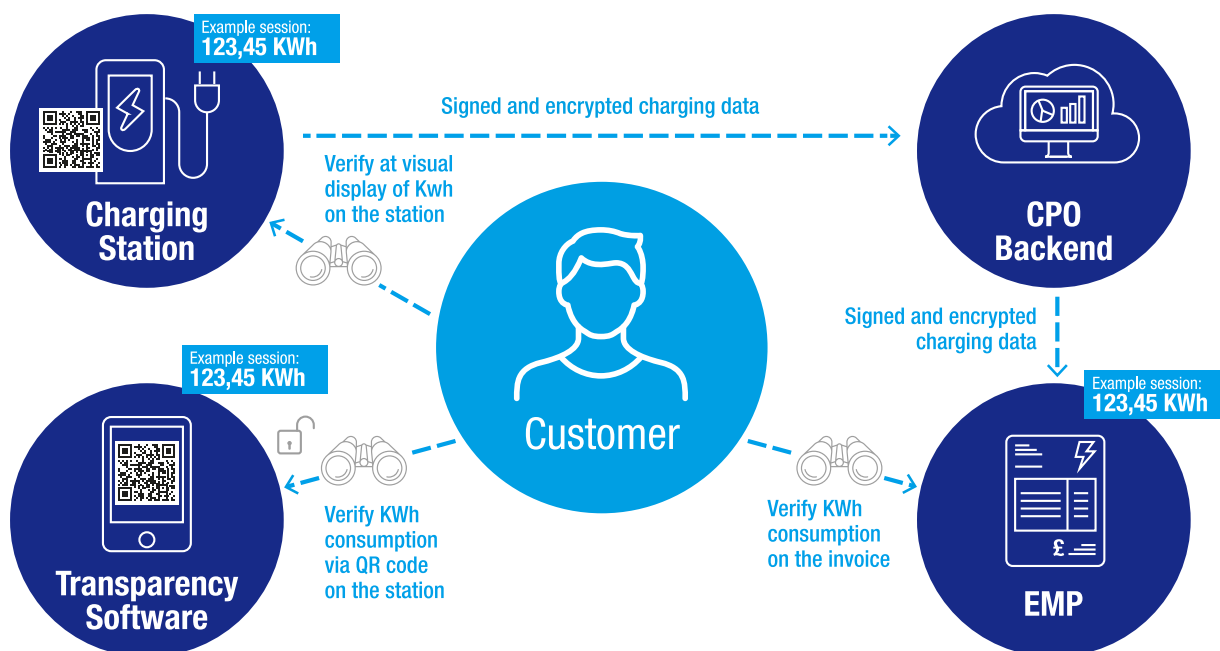 Example session:
123,45 KWh
Charging
Station
Signed and encrypted charging data
CPO
Backend
Verify at visual
display of Kwh
on the station
Signed and encrypted
charging data
Customer
Example session:
123,45 KWh
Transparency
Software
Verify KWh
consumption
via QR code
on the station
Verify KWh
consumption
on the invoice
Example session:
123,45 KWh
£
EMP